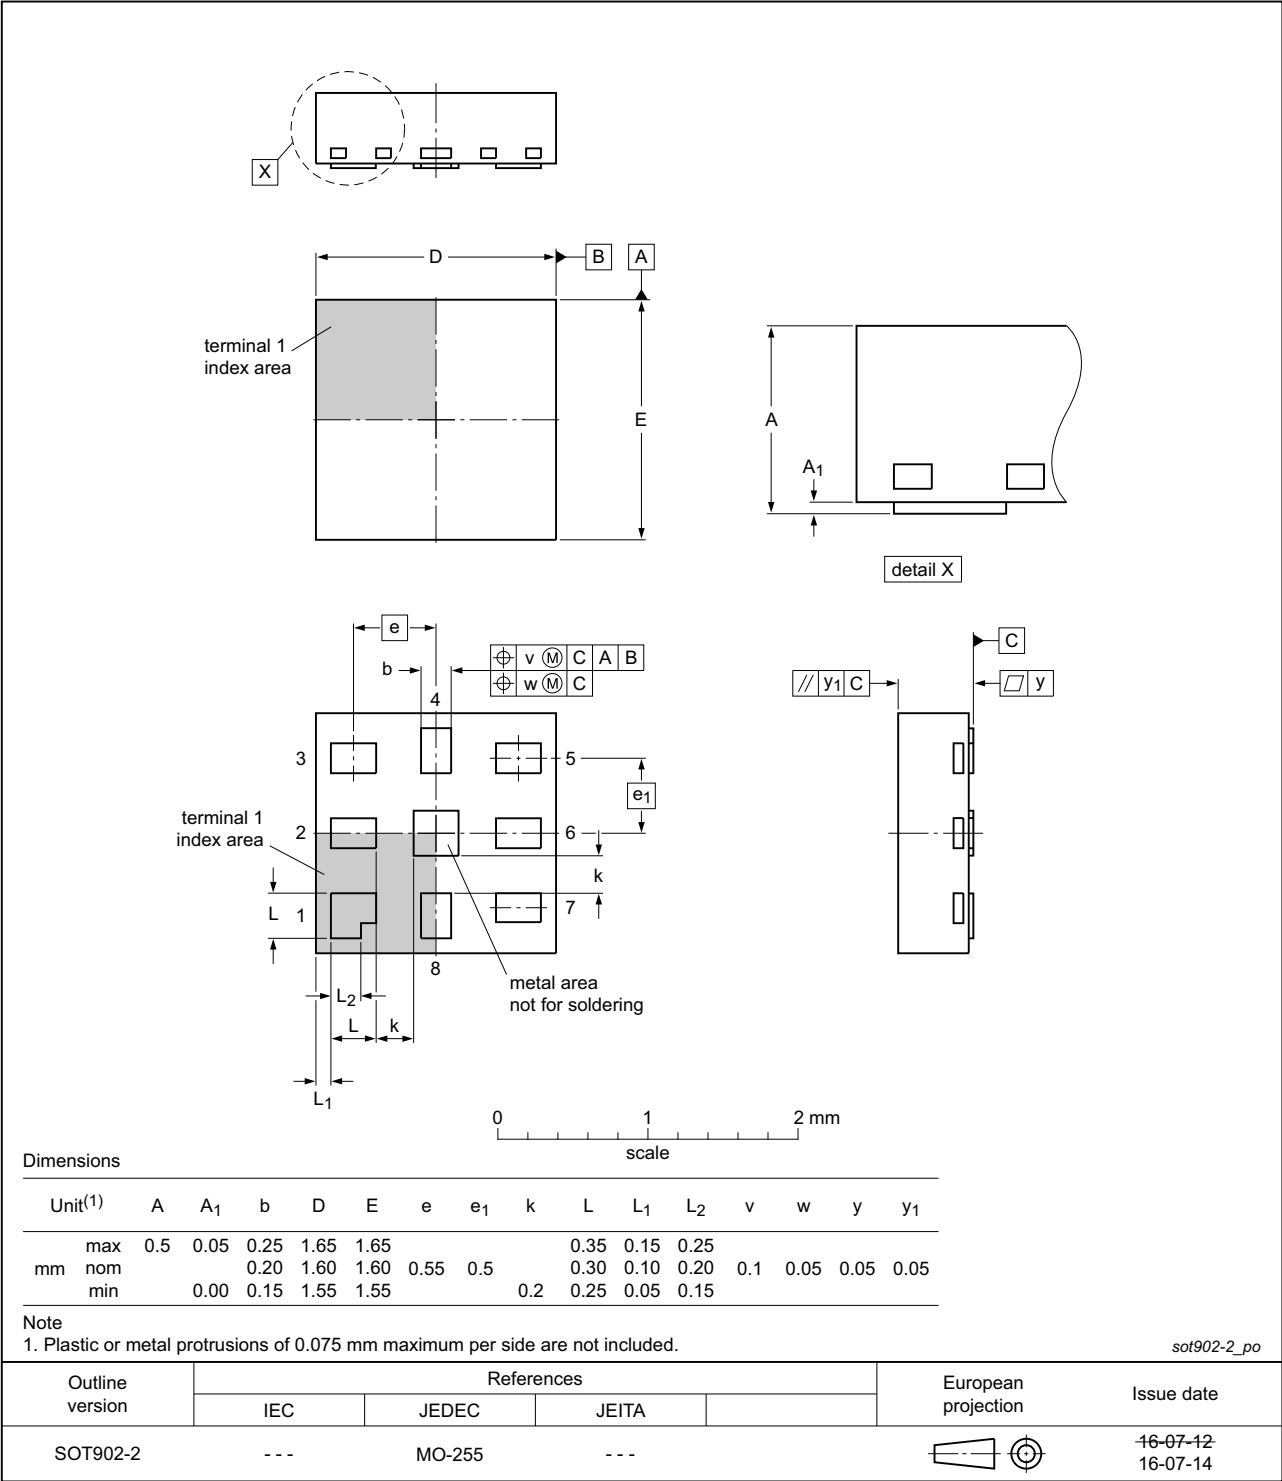 X
D B A
terminal 1
index area
E
A
A1
detail X
e
b
v M C A B
w M C
4
3
5
e1
terminal 1
index area
2
6
k
L 1
7
8
L2
L k
L1
metal area
not for soldering
C
// y1 C
y
0 1 2 mm
scale
Dimensions
Unit(1) A A1 b D E e e1 k L L1 L2 v w y y1
max 0.5 0.05 0.25 1.65 1.65 0.35 0.15 0.25
mm nom 0.20 1.60 1.60 0.55 0.5 0.30 0.10 0.20 0.1 0.05 0.05 0.05
min 0.00 0.15 1.55 1.55 0.2 0.25 0.05 0.15
Note
1. Plastic or metal protrusions of 0.075 mm maximum per side are not included.
sot902-2_po
Outline
version
References
IEC JEDEC JEITA
European
projection
Issue date
SOT902-2 - - - MO-255 - - -
16-07-12
16-07-14